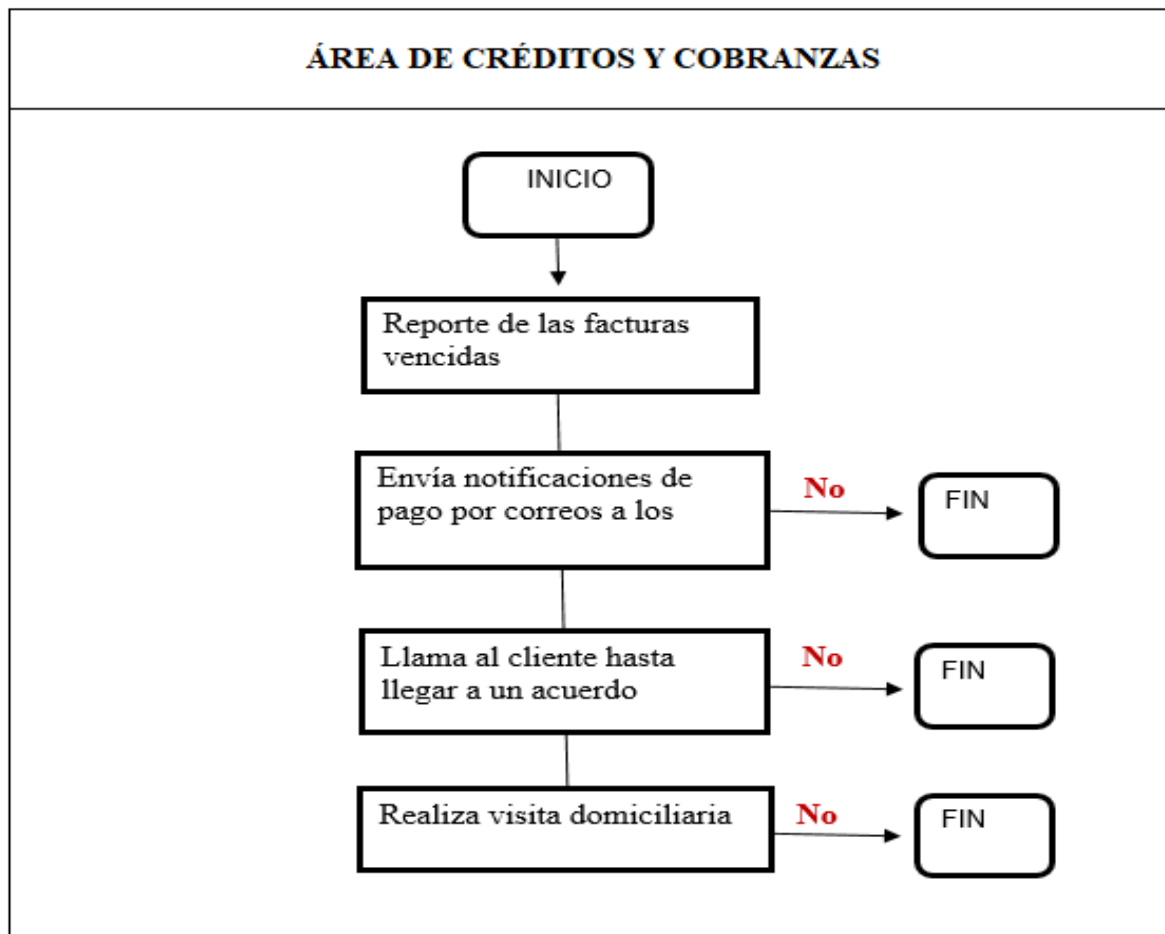 ÁREA DE CRÉDITOS Y COBRANZAS
INICIO
Reporte de las facturas
vencidas
Envía notificaciones de
pago por correos a los
No
FIN
Llama al cliente hasta
llegar a un acuerdo
No
FIN
Realiza visita domiciliaria
No
FIN